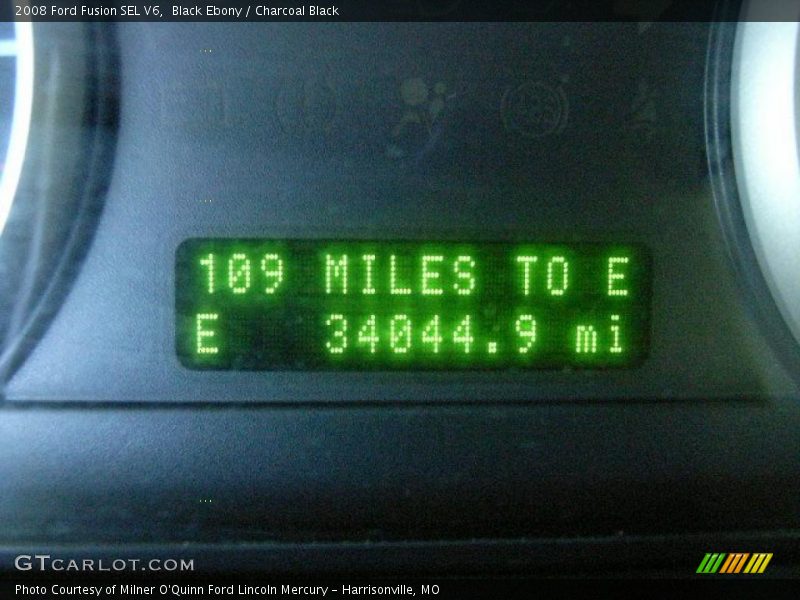 2008 Ford Fusion SEL V6,  Black Ebony / Charcoal Black
109 MILES TO E
E 34044.9 mi
GTCARLOT.COM
Photo Courtesy of Milner O'Quinn Ford Lincoln Mercury – Harrisonville, MO